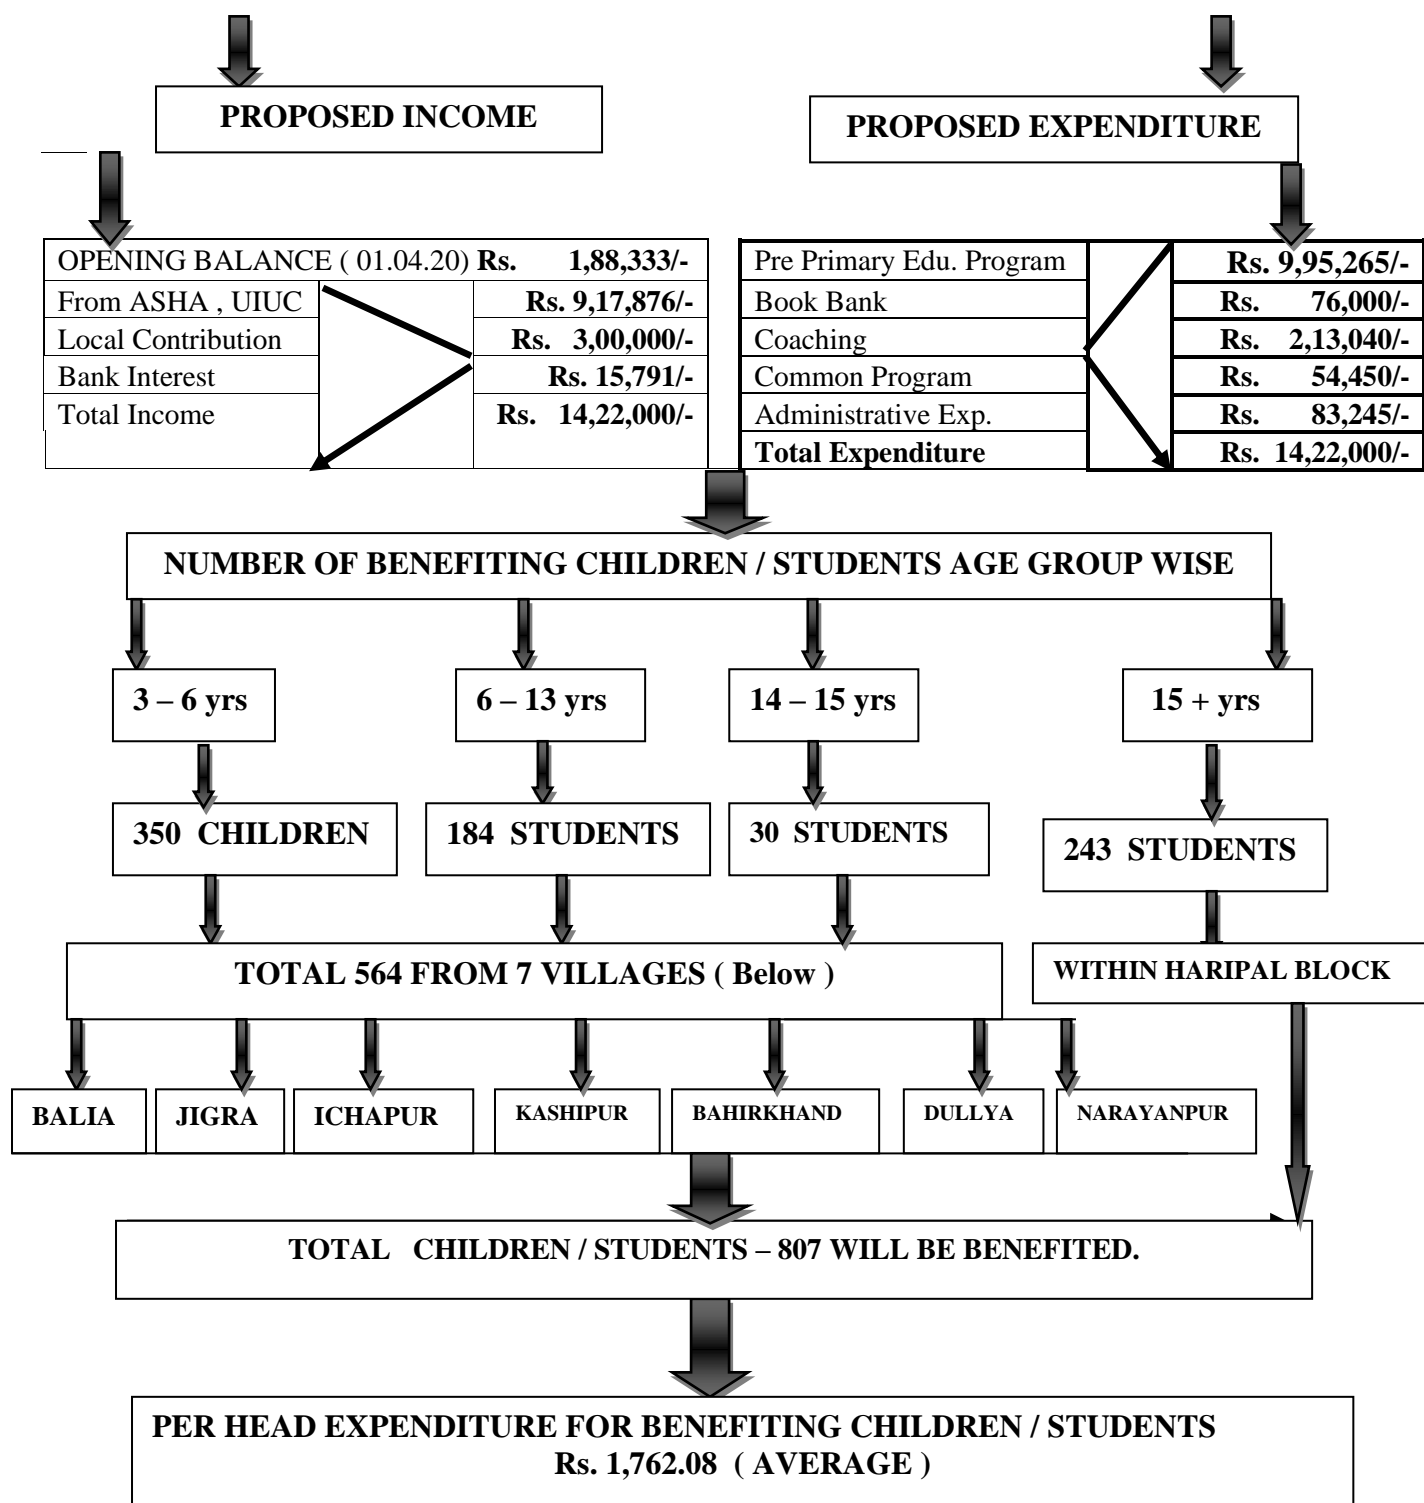 PROPOSED INCOME
PROPOSED EXPENDITURE
OPENING BALANCE ( 01.04.20) Rs. 1,88,333/-
From ASHA , UIUC Rs. 9,17,876/-
Local Contribution Rs. 3,00,000/-
Bank Interest Rs. 15,791/-
Total Income Rs. 14,22,000/-
Pre Primary Edu. Program Rs. 9,95,265/-
Book Bank Rs. 76,000/-
Coaching Rs. 2,13,040/-
Common Program Rs. 54,450/-
Administrative Exp. Rs. 83,245/-
Total Expenditure Rs. 14,22,000/-
NUMBER OF BENEFITING CHILDREN / STUDENTS AGE GROUP WISE
3 – 6 yrs 6 – 13 yrs 14 – 15 yrs 15 + yrs
350 CHILDREN 184 STUDENTS 30 STUDENTS 243 STUDENTS
TOTAL 564 FROM 7 VILLAGES ( Below ) WITHIN HARIPAL BLOCK
BALIA JIGRA ICHAPUR KASHIPUR BAHIRKHAND DULLYA NARAYANPUR
TOTAL CHILDREN / STUDENTS – 807 WILL BE BENEFITED.
PER HEAD EXPENDITURE FOR BENEFITING CHILDREN / STUDENTS
Rs. 1,762.08 ( AVERAGE )